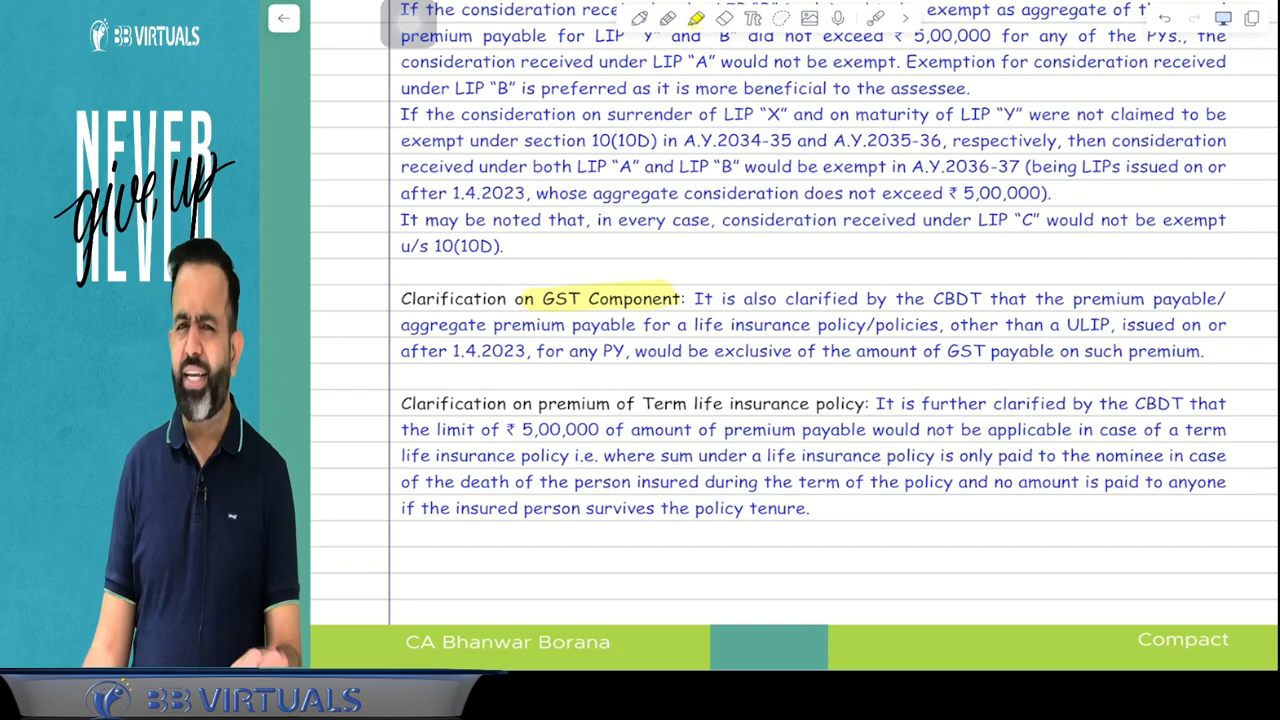 BB VIRTUALS
NEVER
give up
NEVER
If the consideration exempt as aggregate of
premium payable for LIP "Y" and "B" did not exceed ₹ 5,00,000 for any of the PYs., the
consideration received under LIP "A" would not be exempt. Exemption for consideration received
under LIP "B" is preferred as it is more beneficial to the assessee.
If the consideration on surrender of LIP "X" and on maturity of LIP "Y" were not claimed to be
exempt under section 10(10D) in A.Y.2034-35 and A.Y.2035-36, respectively, then consideration
received under both LIP "A" and LIP "B" would be exempt in A.Y.2036-37 (being LIPs issued on or
after 1.4.2023, whose aggregate consideration does not exceed ₹ 5,00,000).
It may be noted that, in every case, consideration received under LIP "C" would not be exempt
u/s 10(10D).
Clarification on GST Component: It is also clarified by the CBDT that the premium payable/
aggregate premium payable for a life insurance policy/policies, other than a ULIP, issued on or
after 1.4.2023, for any PY, would be exclusive of the amount of GST payable on such premium.
Clarification on premium of Term life insurance policy: It is further clarified by the CBDT that
the limit of ₹ 5,00,000 of amount of premium payable would not be applicable in case of a term
life insurance policy i.e. where sum under a life insurance policy is only paid to the nominee in case
of the death of the person insured during the term of the policy and no amount is paid to anyone
if the insured person survives the policy tenure.
CA Bhanwar Borana
Compact
BB VIRTUALS